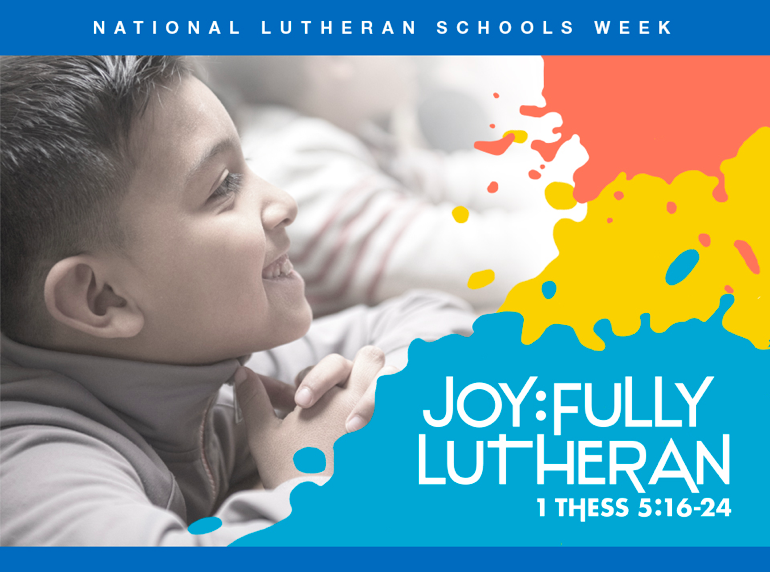 NATIONAL LUTHERAN SCHOOLS WEEK
JOY:FULLY
LUTHERAN
1 THESS 5:16-24